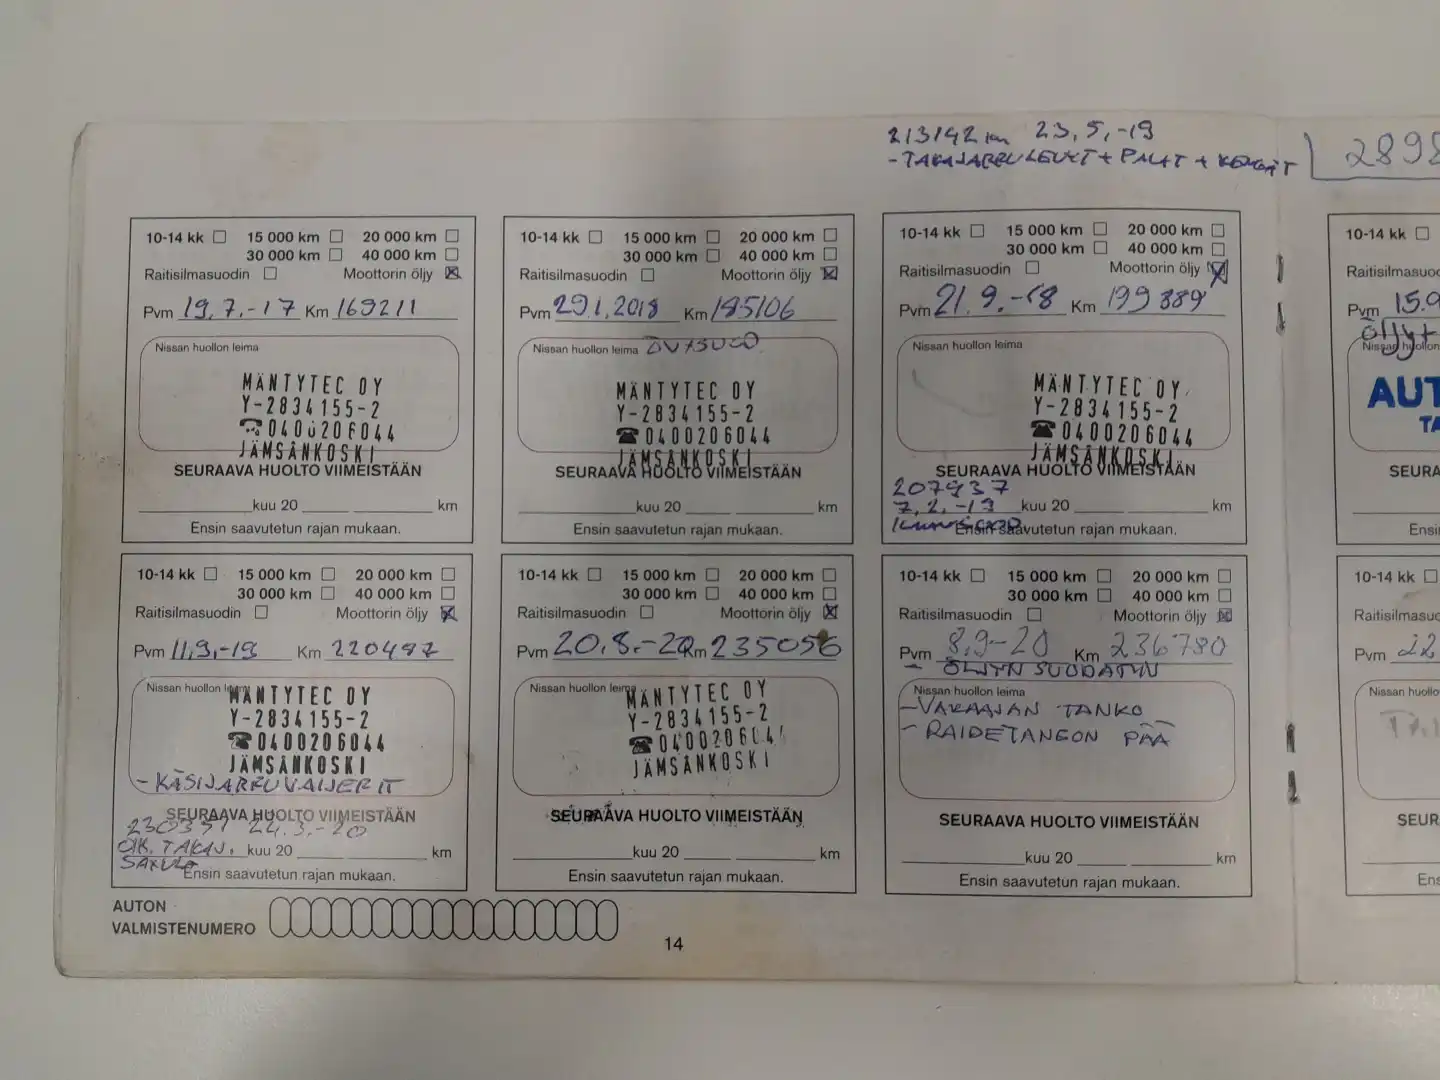 213142 km 23.5.-19
-TAKAJARRULEVYT + PALAT + KENGÄT
2898
10-14 kk 15 000 km 20 000 km
30 000 km 40 000 km
Raitisilmasuodin Moottorin öljy
Pvm 19.7.-17 Km 169211
Nissan huollon leima
MÄNTYTEC OY
Y-2834155-2
☎0400206044
JÄMSÄNKOSKI
SEURAAVA HUOLTO VIIMEISTÄÄN
kuu 20 km
Ensin saavutetun rajan mukaan.
10-14 kk 15 000 km 20 000 km
30 000 km 40 000 km
Raitisilmasuodin Moottorin öljy
Pvm 29.1.2018 Km 185106
Nissan huollon leima
MÄNTYTEC OY
Y-2834155-2
☎0400206044
JÄMSÄNKOSKI
SEURAAVA HUOLTO VIIMEISTÄÄN
kuu 20 km
Ensin saavutetun rajan mukaan.
10-14 kk 15 000 km 20 000 km
30 000 km 40 000 km
Raitisilmasuodin Moottorin öljy
Pvm 21.9.-18 Km 199889
Nissan huollon leima
MÄNTYTEC OY
Y-2834155-2
☎0400206044
JÄMSÄNKOSKI
SEURAAVA HUOLTO VIIMEISTÄÄN
207937
7.2.-19 kuu 20 km
Ensin saavutetun rajan mukaan.
10-14 kk
Raitisilmasuo
Pvm 15.9
Öljyt
Nissan huollon
AUT
TA
SEURA
Ensi
10-14 kk 15 000 km 20 000 km
30 000 km 40 000 km
Raitisilmasuodin Moottorin öljy
Pvm 11.9.-19 Km 220497
Nissan huollon leima
MÄNTYTEC OY
Y-2834155-2
☎0400206044
JÄMSÄNKOSKI
-KÄSIJARRUVAIJERIT
SEURAAVA HUOLTO VIIMEISTÄÄN
230331 24.3.-20
OIK. TAKAJ. kuu 20 km
SATULA
Ensin saavutetun rajan mukaan.
10-14 kk 15 000 km 20 000 km
30 000 km 40 000 km
Raitisilmasuodin Moottorin öljy
Pvm 20.8.-20 Km 235056
Nissan huollon leima
MÄNTYTEC OY
Y-2834155-2
☎0400206044
JÄMSÄNKOSKI
SEURAAVA HUOLTO VIIMEISTÄÄN
kuu 20 km
Ensin saavutetun rajan mukaan.
10-14 kk 15 000 km 20 000 km
30 000 km 40 000 km
Raitisilmasuodin Moottorin öljy
Pvm 8.9-20 Km 236780
- ÖLJYN SUODATIN
Nissan huollon leima
-VAKAAJAN TANKO
- RAIDETANGON PÄÄ
SEURAAVA HUOLTO VIIMEISTÄÄN
kuu 20 km
Ensin saavutetun rajan mukaan.
10-14 kk
Raitisilmasuo
Pvm 22
Nissan huollo
SEUR
Ens
AUTON
VALMISTENUMERO
14